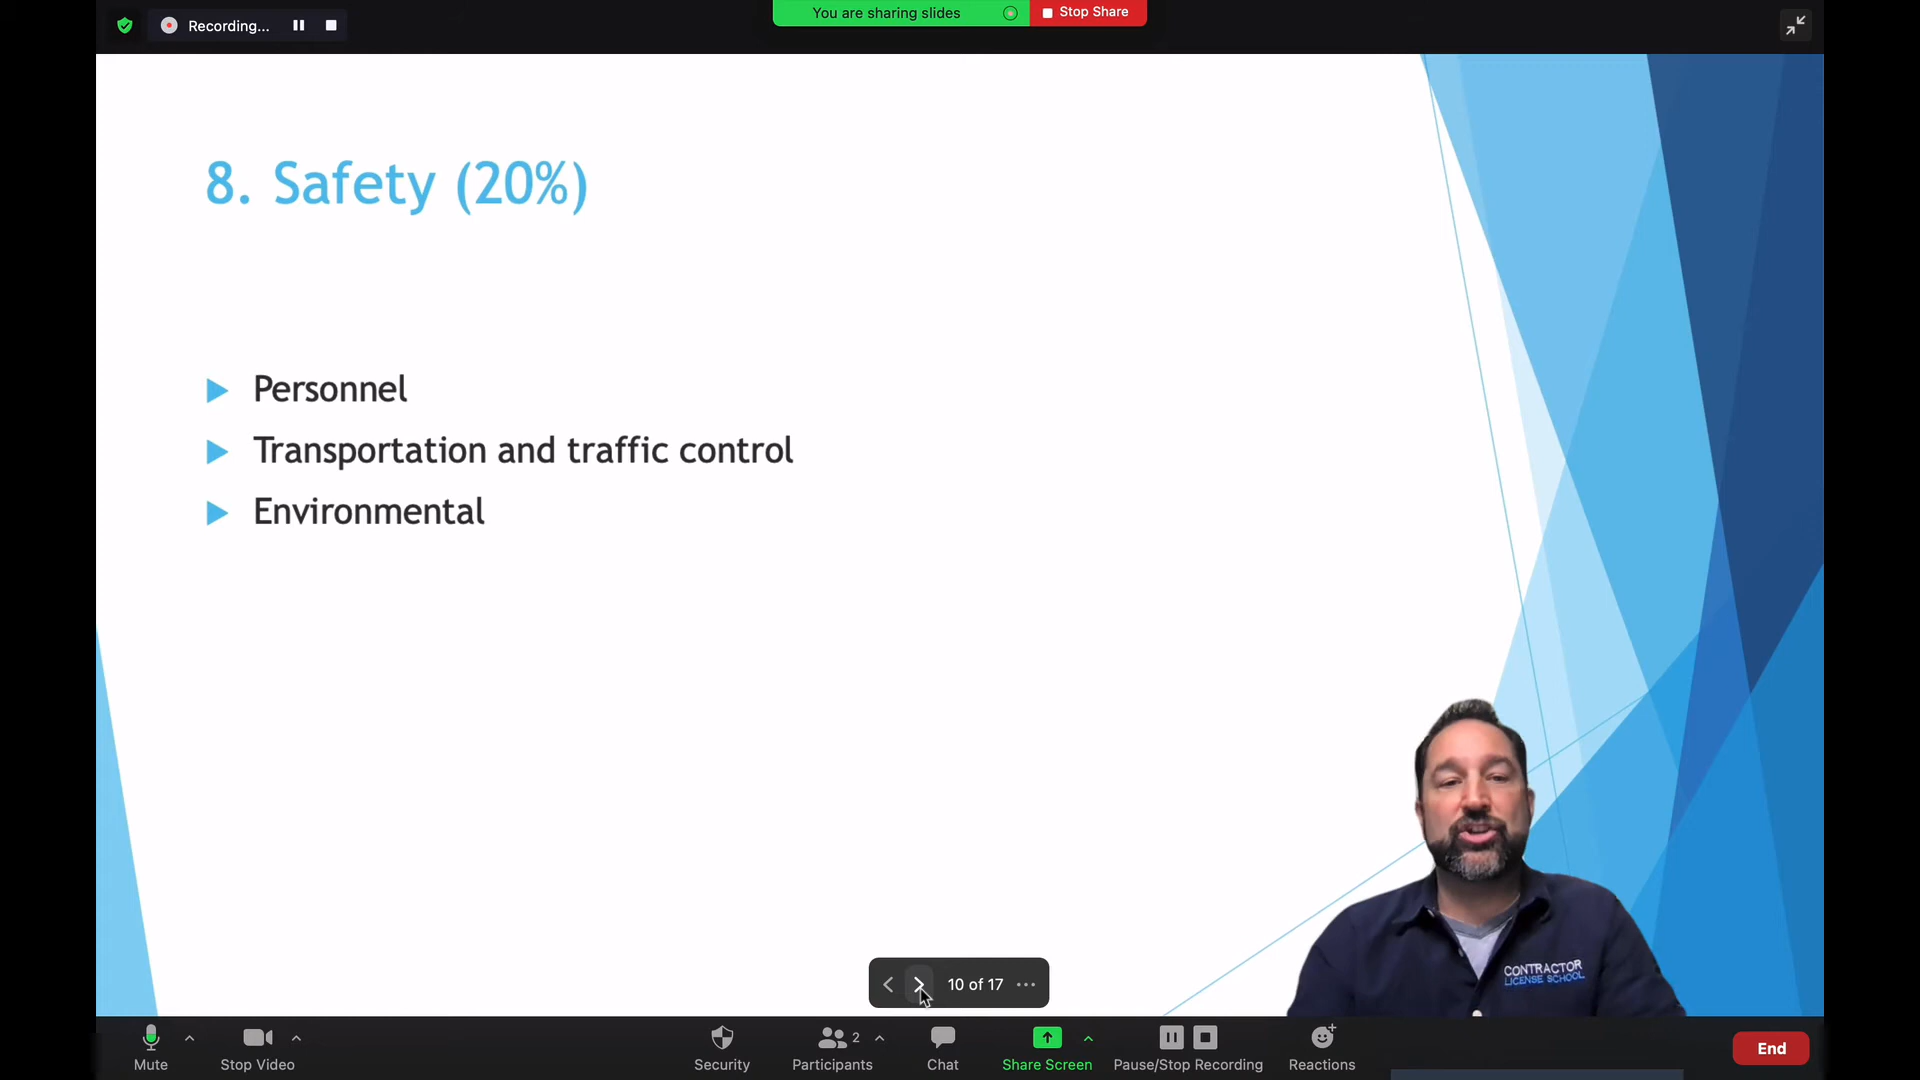 Recording...
You are sharing slides
Stop Share
8. Safety (20%)
Personnel
Transportation and traffic control
Environmental
CONTRACTOR
LICENSE SCHOOL
10 of 17
Mute
Stop Video
Security
Participants
2
Chat
Share Screen
Pause/Stop Recording
Reactions
End